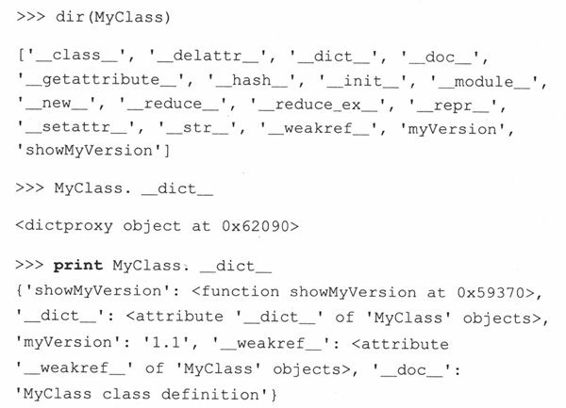 >>> dir(MyClass)
['__class__', '__delattr__', '__dict__', '__doc__',
'__getattribute__', '__hash__', '__init__', '__module__',
'__new__', '__reduce__', '__reduce_ex__', '__repr__',
'__setattr__', '__str__', '__weakref__', 'myVersion',
'showMyVersion']
>>> MyClass. __dict__
<dictproxy object at 0x62090>
>>> print MyClass. __dict__
{'showMyVersion': <function showMyVersion at 0x59370>,
'__dict__': <attribute '__dict__' of 'MyClass' objects>,
'myVersion': '1.1', '__weakref__': <attribute
'__weakref__' of 'MyClass' objects>, '__doc__':
'MyClass class definition'}